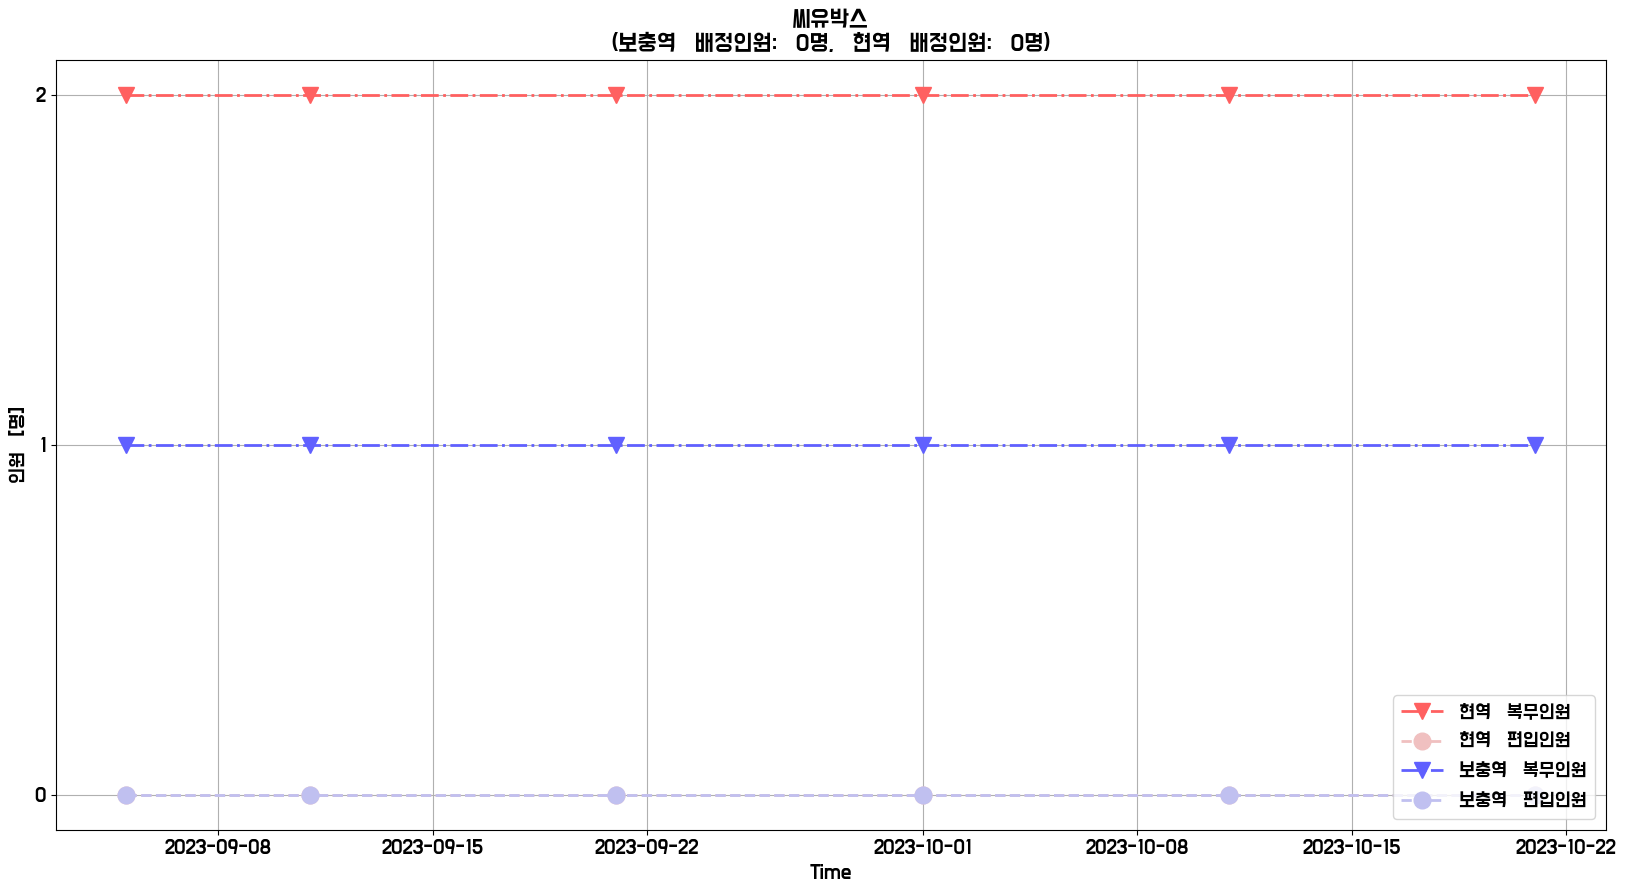 씨유박스
(보충역 배정인원: 0명, 현역 배정인원: 0명)
인원 [명]
2
1
0
현역 복무인원
현역 편입인원
보충역 복무인원
보충역 편입인원
2023-09-08
2023-09-15
2023-09-22
2023-10-01
2023-10-08
2023-10-15
2023-10-22
Time